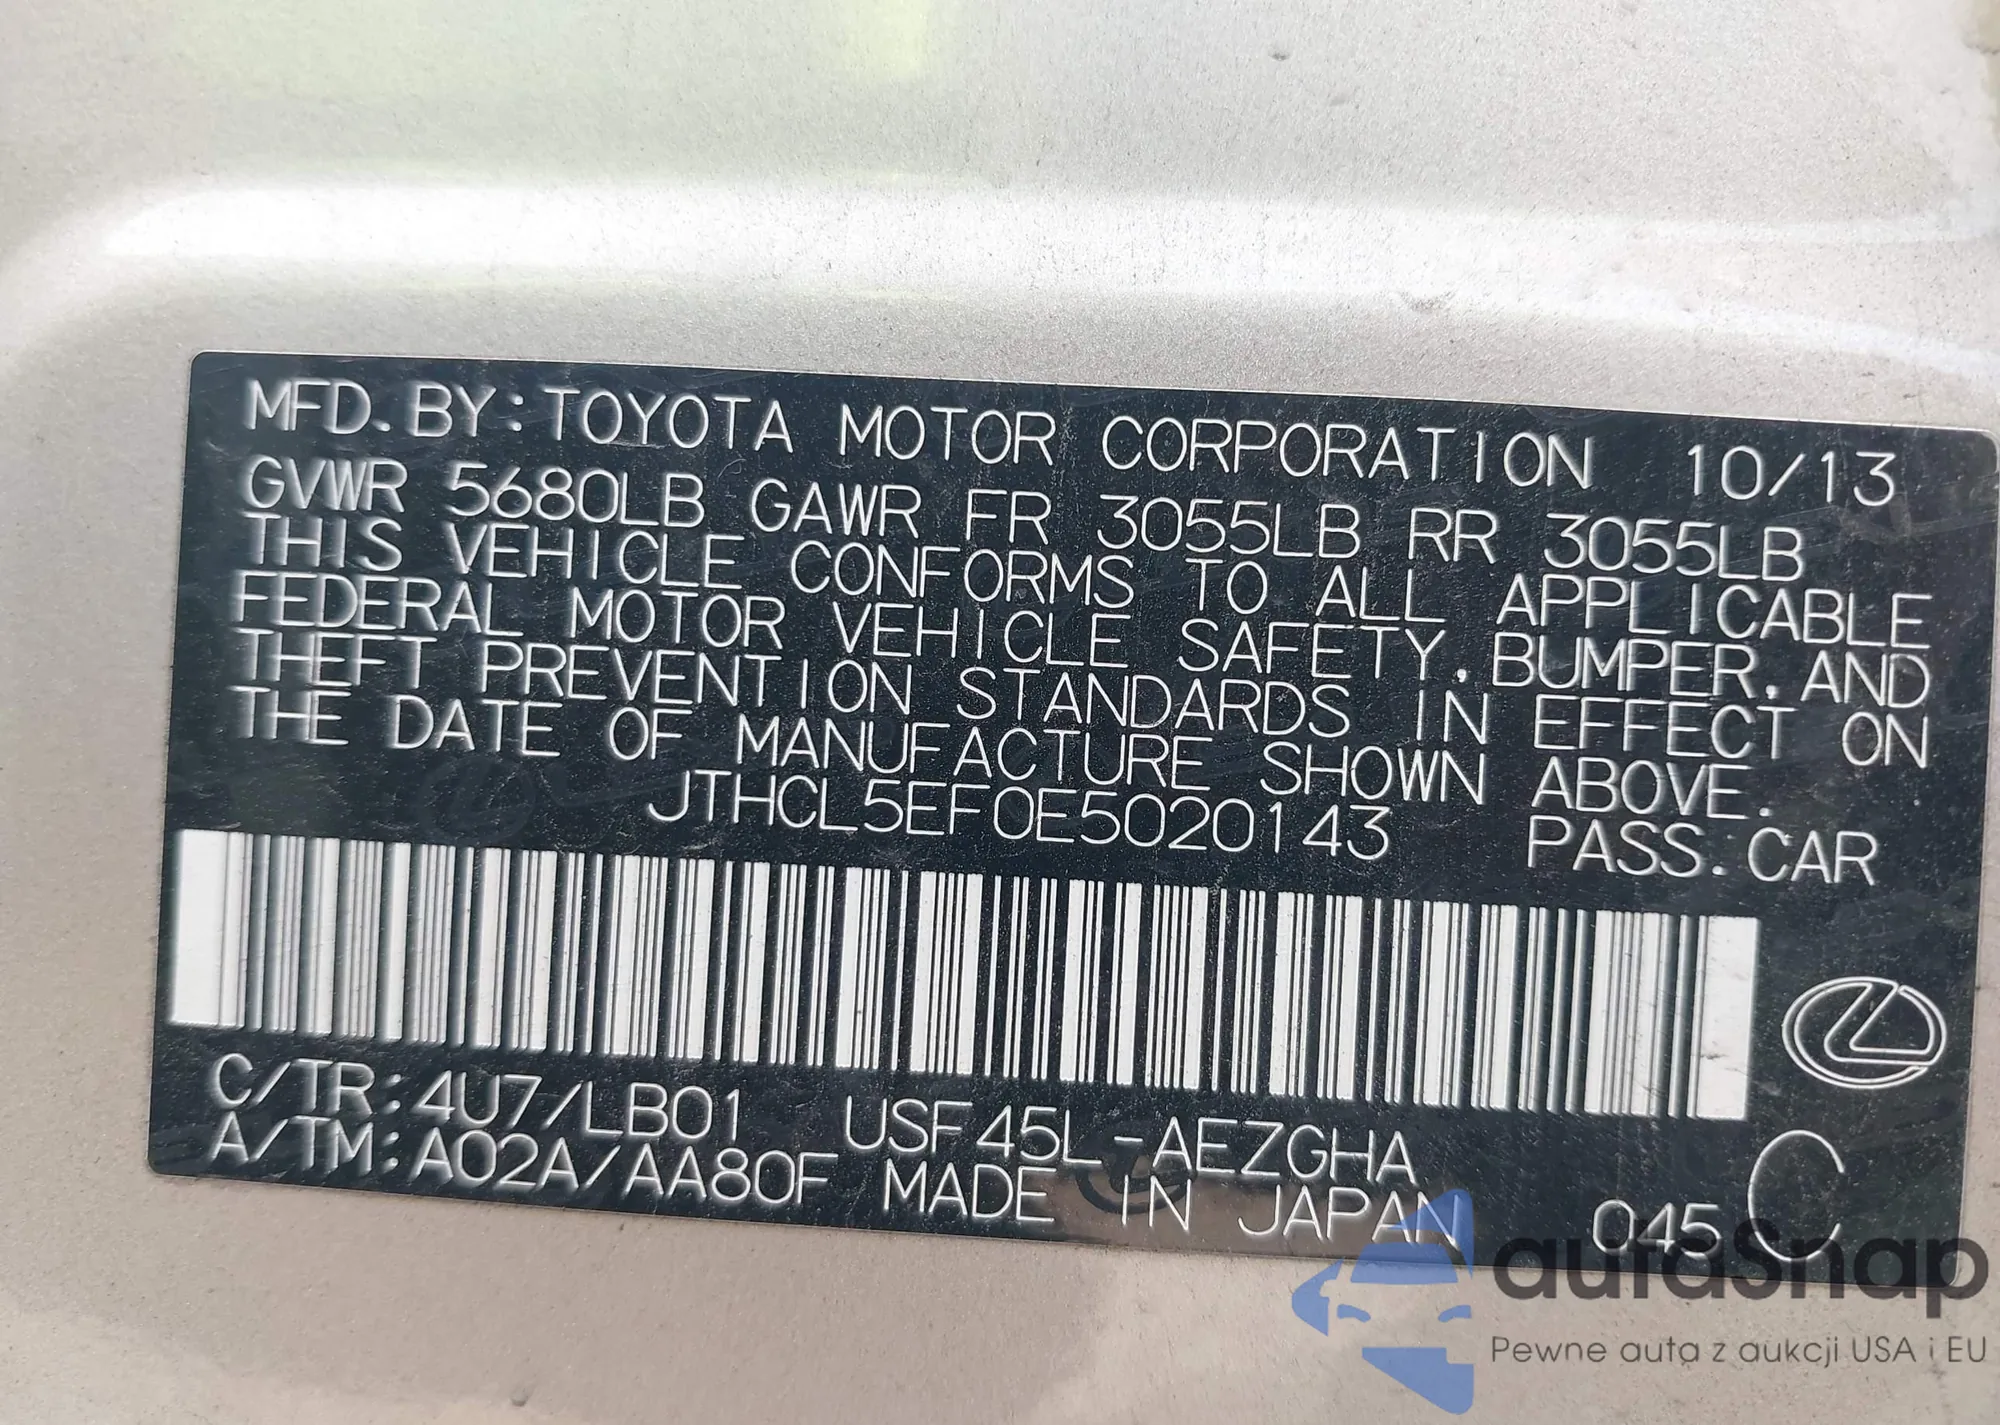 MFD.BY:TOYOTA MOTOR CORPORATION 10/13
GVWR 5680LB GAWR FR 3055LB RR 3055LB
THIS VEHICLE CONFORMS TO ALL APPLICABLE
FEDERAL MOTOR VEHICLE SAFETY,BUMPER,AND
THEFT PREVENTION STANDARDS IN EFFECT ON
THE DATE OF MANUFACTURE SHOWN ABOVE.
JTHCL5EF0E5020143 PASS.CAR
C/TR:4U7/LB01 USF45L-AEZGHA
A/TM:A02A/AA80F MADE IN JAPAN 045 C
autaSnap
Pewne auta z aukcji USA i EU